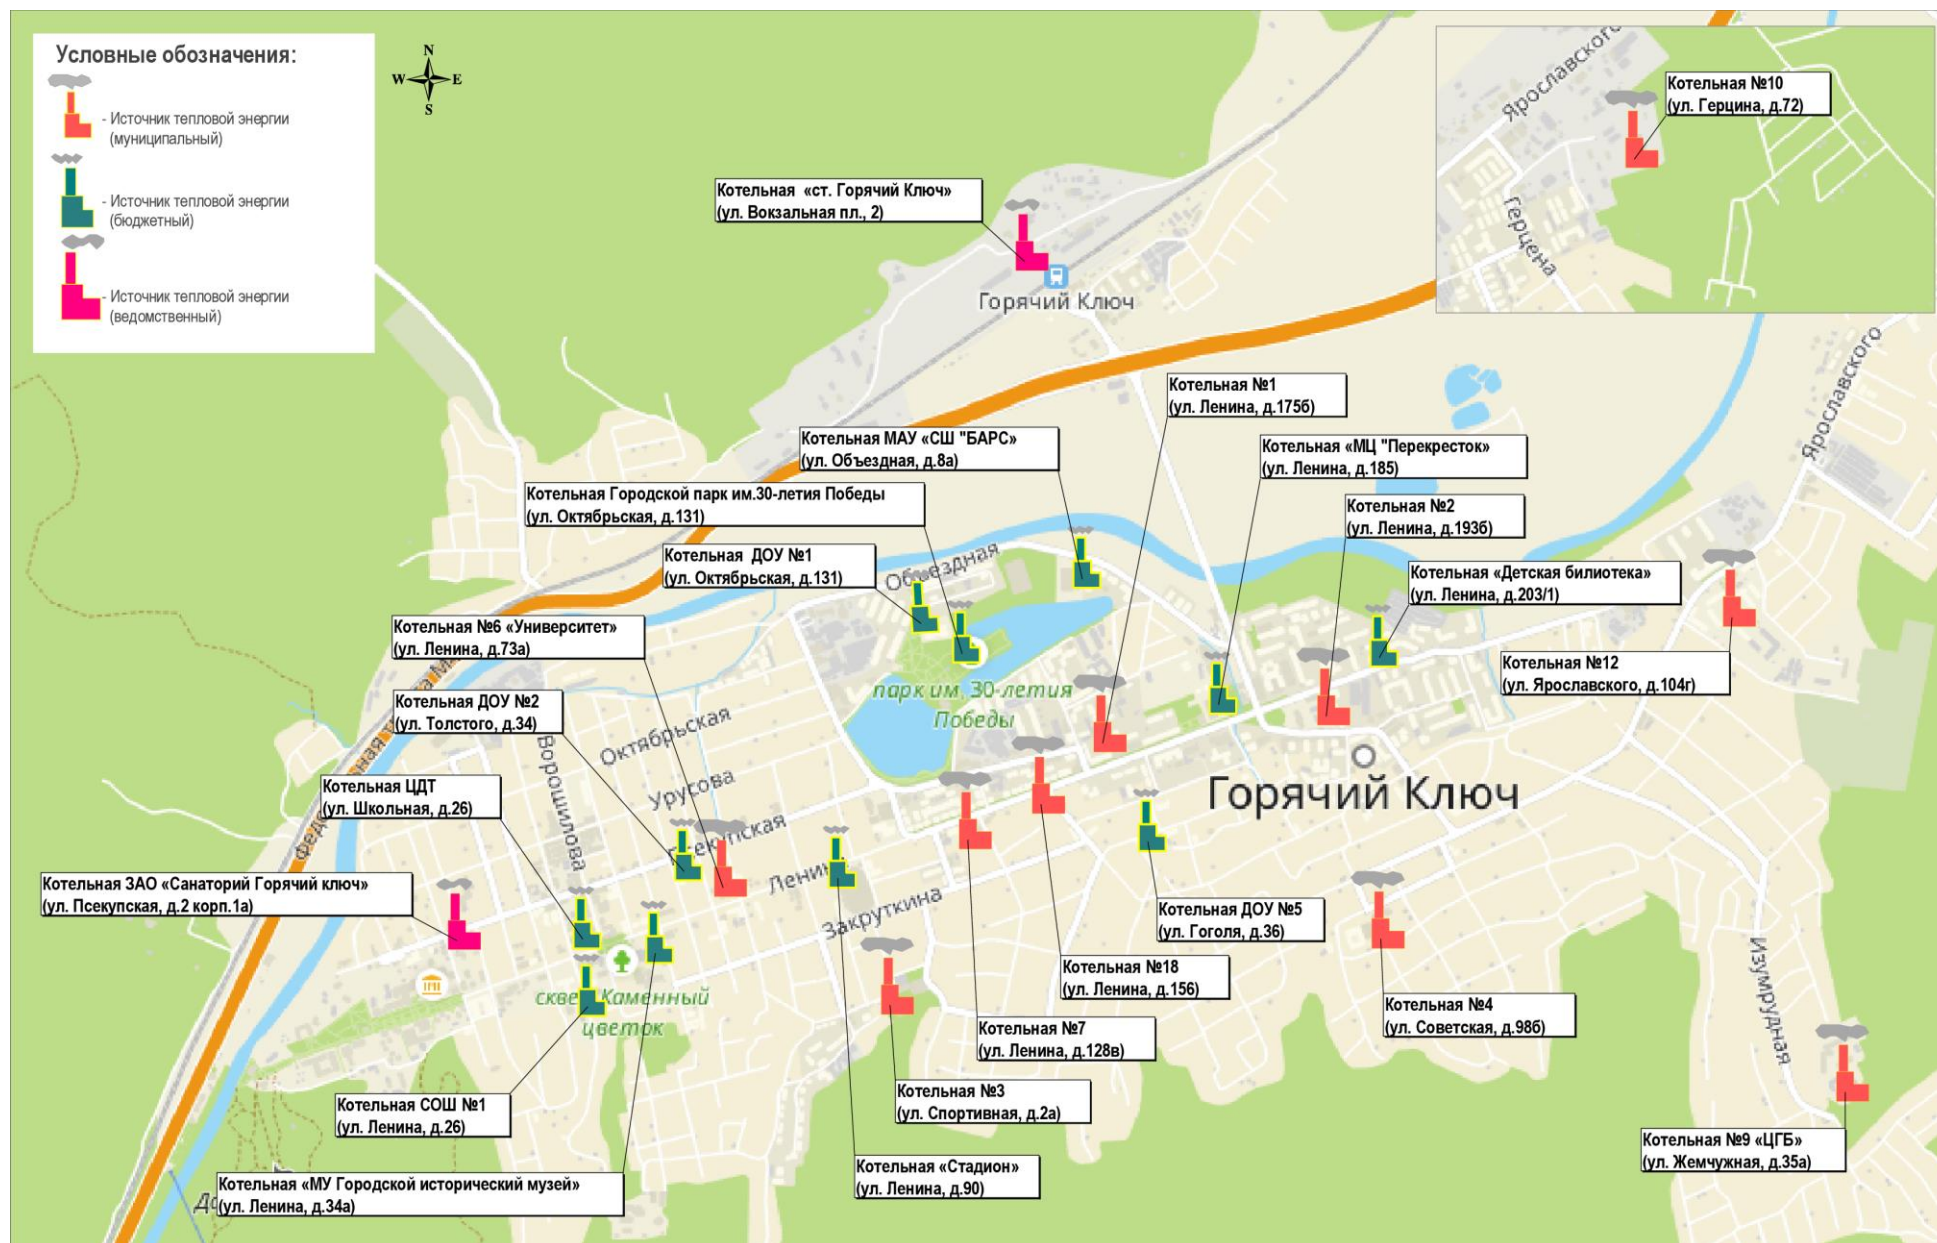 Условные обозначения:
- Источник тепловой энергии
(муниципальный)
- Источник тепловой энергии
(бюджетный)
- Источник тепловой энергии
(ведомственный)
N
W
E
S
Ярославского
Котельная №10
(ул. Герцина, д.72)
Герцена
Котельная «ст. Горячий Ключ»
(ул. Вокзальная пл., 2)
Горячий Ключ
Ярославского
Котельная №1
(ул. Ленина, д.175б)
Котельная МАУ «СШ "БАРС»
(ул. Объездная, д.8а)
Котельная «МЦ "Перекресток»
(ул. Ленина, д.185)
Котельная Городской парк им.30-летия Победы
(ул. Октябрьская, д.131)
Котельная №2
(ул. Ленина, д.193б)
Котельная ДОУ №1
(ул. Октябрьская, д.131)
Объездная
Котельная «Детская билиотека»
(ул. Ленина, д.203/1)
Котельная №6 «Университет»
(ул. Ленина, д.73а)
Котельная №12
(ул. Ярославского, д.104г)
Котельная ДОУ №2
(ул. Толстого, д.34)
парк им. 30-летия
Победы
Октябрьская
Ворошилова
Урусова
Котельная ЦДТ
(ул. Школьная, д.26)
Горячий Ключ
Ленина
Закруткина
Котельная ЗАО «Санаторий Горячий ключ»
(ул. Псекупская, д.2 корп.1а)
Котельная ДОУ №5
(ул. Гоголя, д.36)
Изумрудная
Котельная №18
(ул. Ленина, д.156)
сквер Каменный
цветок
Котельная №4
(ул. Советская, д.98б)
Котельная №7
(ул. Ленина, д.128в)
Котельная №3
(ул. Спортивная, д.2а)
Котельная СОШ №1
(ул. Ленина, д.26)
Котельная №9 «ЦГБ»
(ул. Жемчужная, д.35а)
Котельная «Стадион»
(ул. Ленина, д.90)
Котельная «МУ Городской исторический музей»
(ул. Ленина, д.34а)